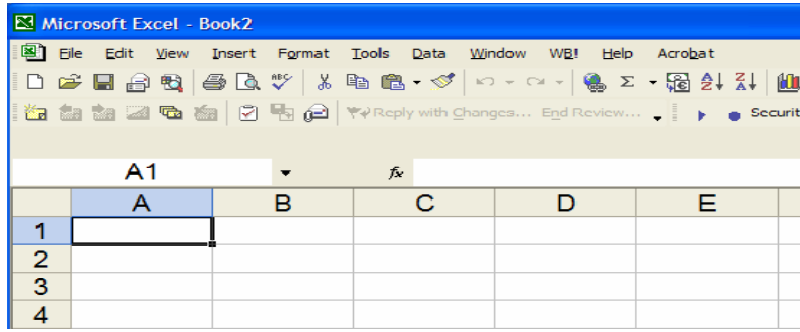 Microsoft Excel - Book2
File Edit View Insert Format Tools Data Window WB! Help Acrobat
ABC Σ A Z Z A
Reply with Changes... End Review... Securit
A1 fx
A B C D E
1
2
3
4